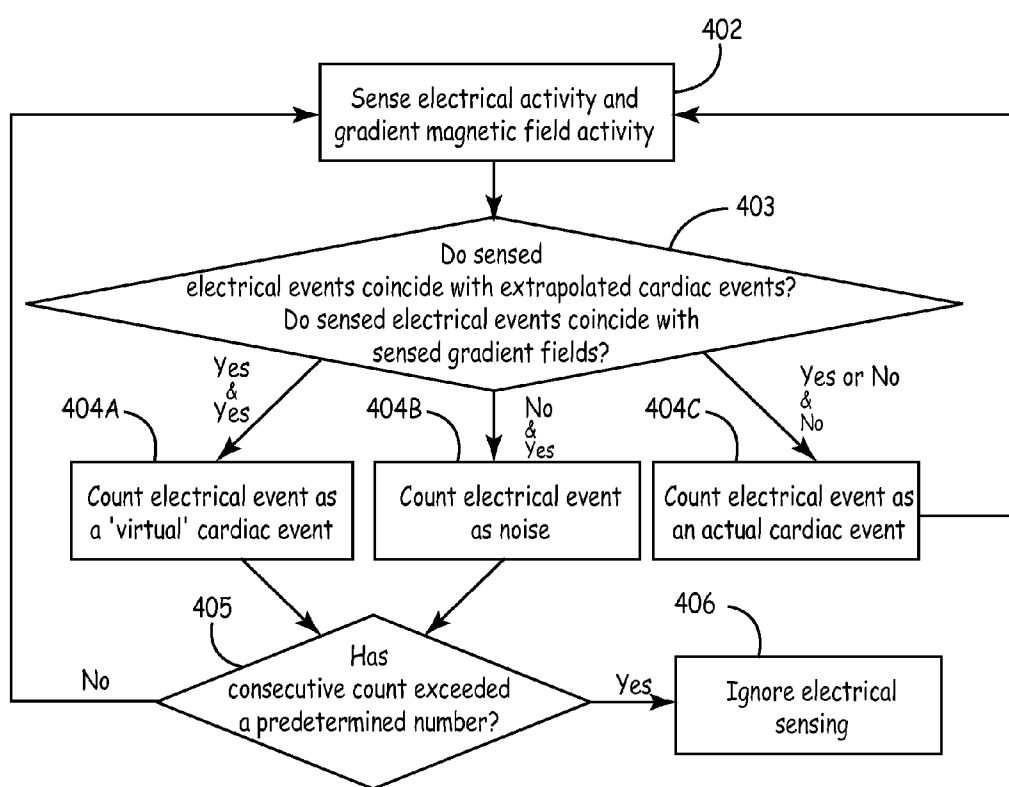 402
Sense electrical activity and
gradient magnetic field activity
403
Do sensed
electrical events coincide with extrapolated cardiac events?
Do sensed electrical events coincide with
sensed gradient fields?
Yes
&
Yes
No
&
Yes
Yes or No
&
No
404A
404B
404C
Count electrical event as
a 'virtual' cardiac event
Count electrical event
as noise
Count electrical event as
an actual cardiac event
405
Has
consecutive count exceeded
a predetermined number?
No
Yes
406
Ignore electrical
sensing